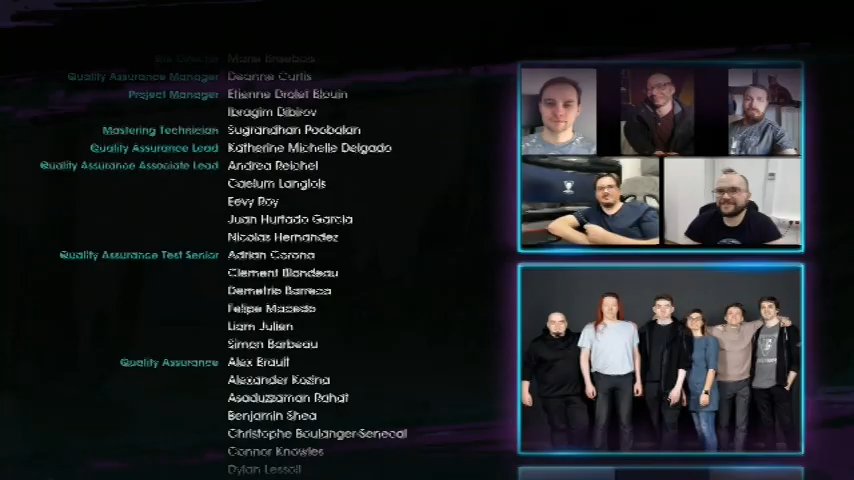 Quality Assurance Manager Deanne Curtis
Project Manager Etienne Drolet Blouin
Ibragim Dibirov
Mastering Technician Sugrandhan Poobalan
Quality Assurance Lead Katherine Michelle Delgado
Quality Assurance Associate Lead Andrea Reichel
Caelum Langlois
Eevy Roy
Juan Hurtado Garcia
Nicolas Hernandez
Quality Assurance Test Senior Adrian Corona
Clement Blondeau
Demetrio Barreca
Felipe Macedo
Liam Julien
Simon Barbeau
Quality Assurance Alex Brault
Alexander Kozina
Asaduzzaman Rahat
Benjamin Shea
Christophe Boulanger-Senecal
Connor Knowles
Dylan